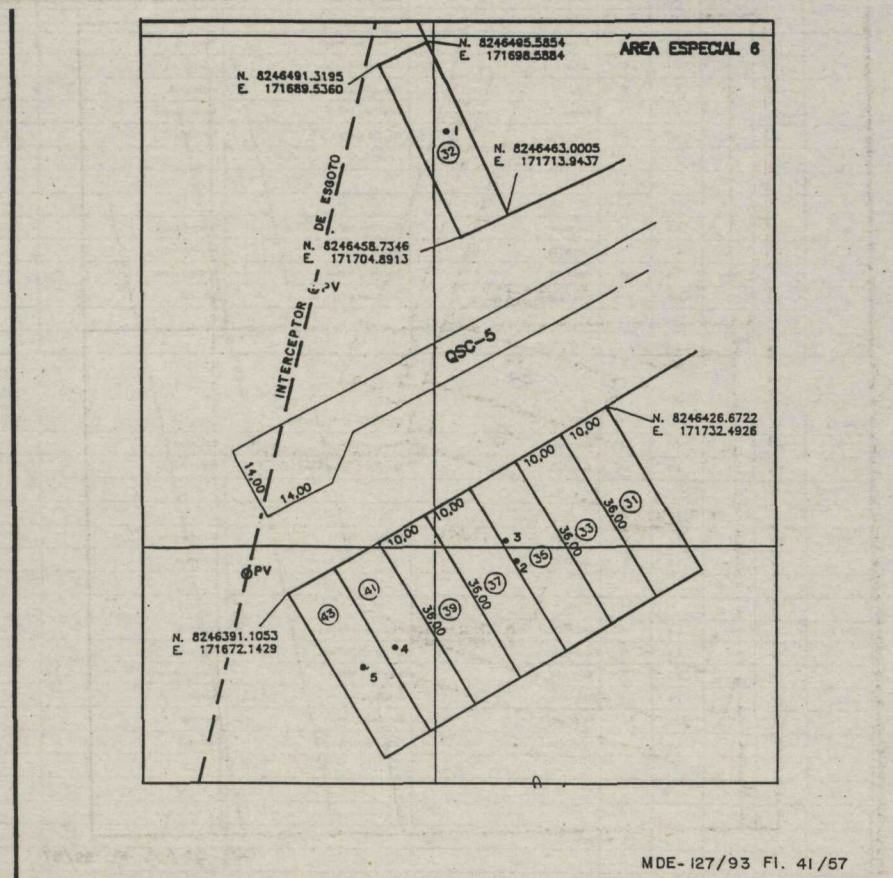 N. 8246495.5854
E. 171698.5884
ÁREA ESPECIAL 6
N. 8246491.3195
E. 171689.5360
1
32
N. 8246463.0005
E. 171713.9437
N. 8246458.7346
E. 171704.8913
INTERCEPTOR DE ESGOTO
PV
QSC-5
N. 8246426.6722
E. 171732.4926
14,00
14,00
10,00
10,00
10,00
10,00
36,00
31
36,00
33
3
2
35
36,00
37
36,00
39
41
43
PV
N. 8246391.1053
E. 171672.1429
4
5
MDE-127/93 Fl. 41/57